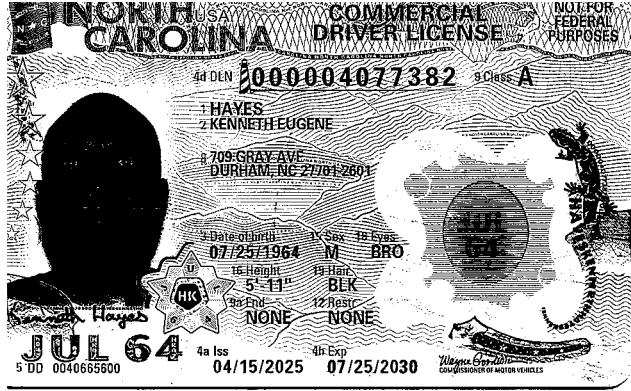 NORTH USA
CAROLINA
COMMERCIAL
DRIVER LICENSE
NOT FOR
FEDERAL
PURPOSES
4d DLN 000004077382 9 Class A
1 HAYES
2 KENNETH EUGENE
8 709 GRAY AVE
DURHAM, NC 27701-2601
3 Date of birth 15 Sex 18 Eyes
07/25/1964 M BRO
16 Height 19 Hair
5'-11" BLK
9a End 12 Restr
NONE NONE
HK
Kenneth Hayes
JUL 64
JUL
64
4a Iss 4b Exp
04/15/2025 07/25/2030
5 DD 0040665600
COMMISSIONER OF MOTOR VEHICLES